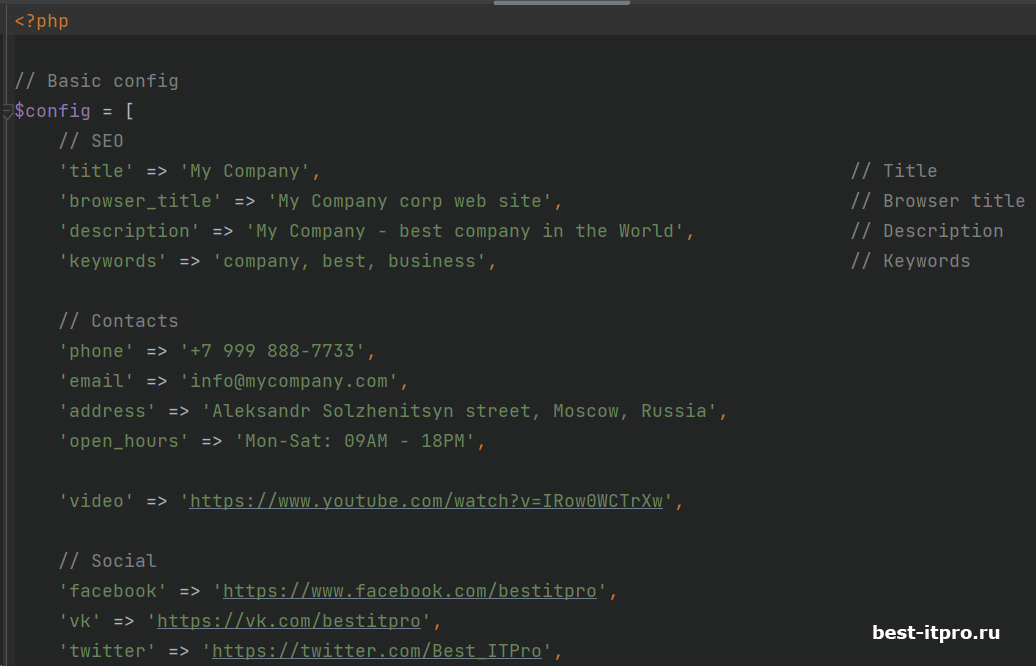 <?php
// Basic config
$config = [
// SEO
'title' => 'My Company', // Title
'browser_title' => 'My Company corp web site', // Browser title
'description' => 'My Company - best company in the World', // Description
'keywords' => 'company, best, business', // Keywords
// Contacts
'phone' => '+7 999 888-7733',
'email' => 'info@mycompany.com',
'address' => 'Aleksandr Solzhenitsyn street, Moscow, Russia',
'open_hours' => 'Mon-Sat: 09AM - 18PM',
'video' => 'https://www.youtube.com/watch?v=IRow0WCTrXw',
// Social
'facebook' => 'https://www.facebook.com/bestitpro',
'vk' => 'https://vk.com/bestitpro',
'twitter' => 'https://twitter.com/Best_ITPro',
best-itpro.ru